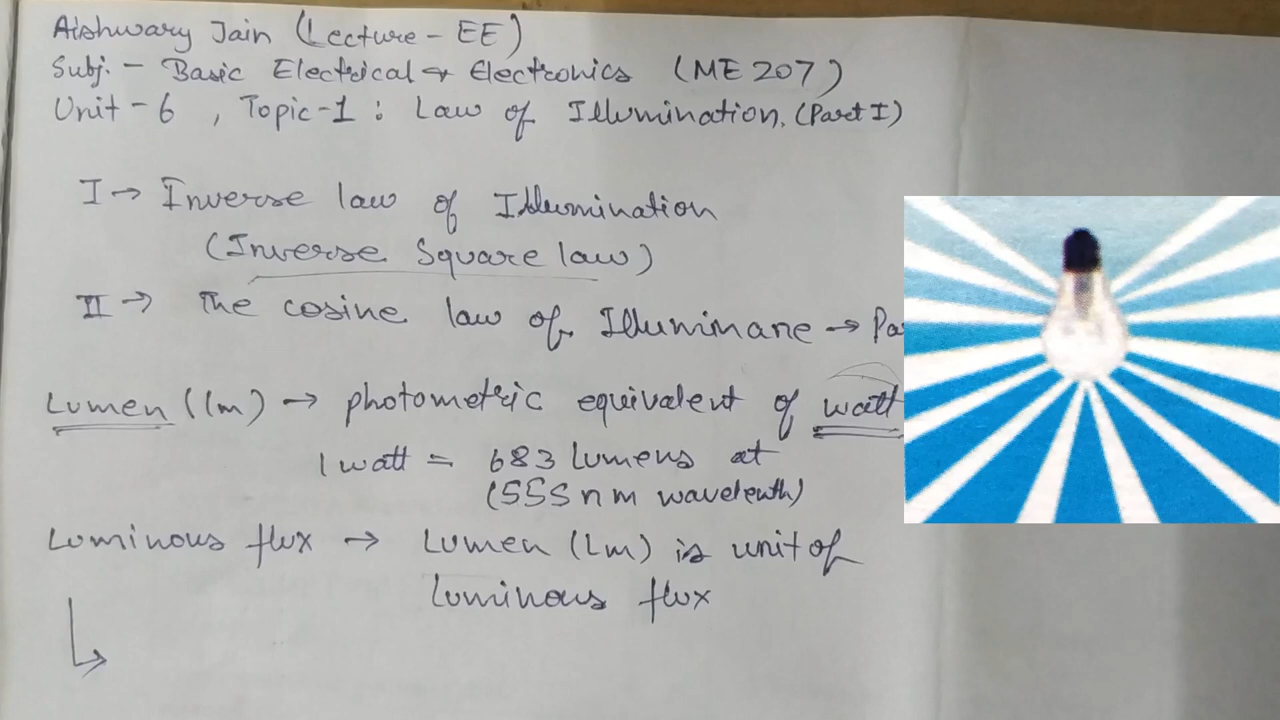 Aishwary Jain (Lecture - EE)
Subj. - Basic Electrical & Electronics (ME 207)
Unit - 6 , Topic - 1 : Law of Illumination. (Part I)
I → Inverse law of Illumination
(Inverse Square law)
II → The cosine law of Illuminane →
Lumen (lm) → photometric equivalent of watt
1 watt = 683 lumens at
(555 nm wavelenth)
Luminous flux → Lumen (Lm) is unit of
luminous flux